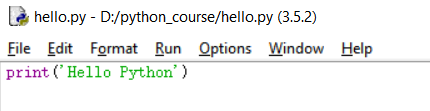 hello.py - D:/python_course/hello.py (3.5.2)
File Edit Format Run Options Window Help
print('Hello Python')